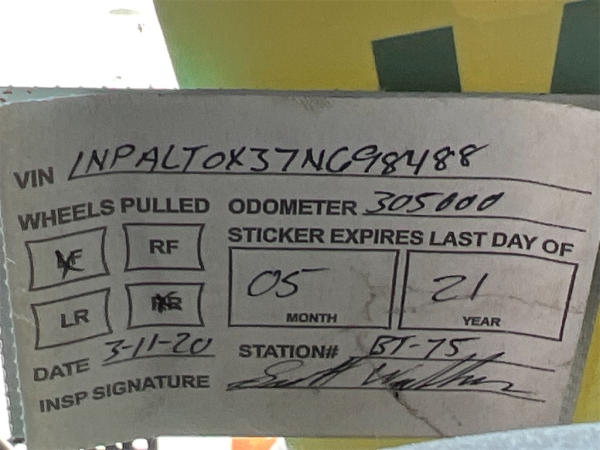 VIN 1NPALT0X37N698488
WHEELS PULLED ODOMETER 305000
STICKER EXPIRES LAST DAY OF
LF RF
05 21
LR RR
MONTH YEAR
DATE 3-11-20 STATION# BT-75
INSP SIGNATURE